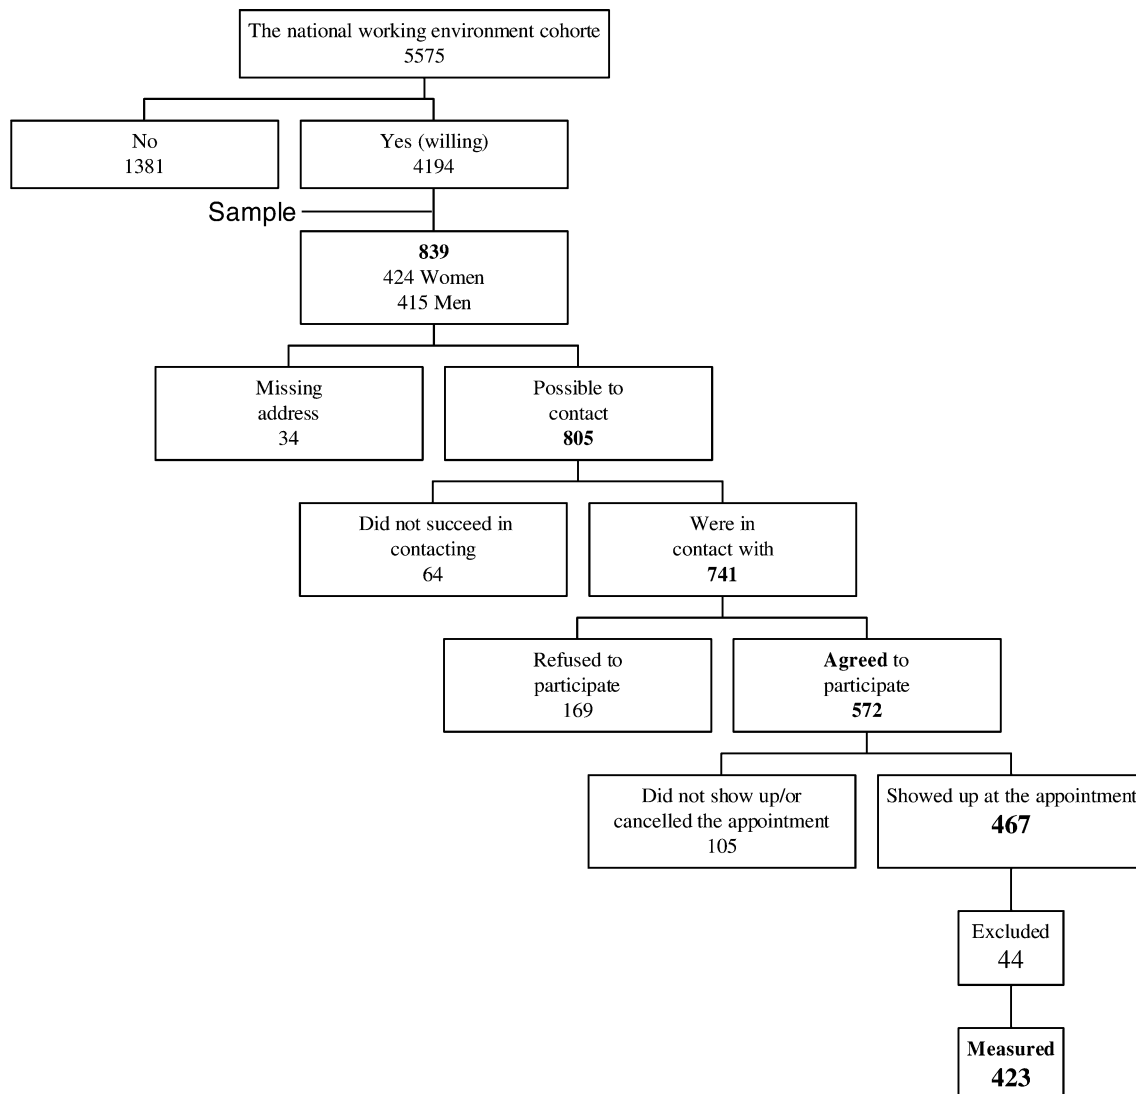 The national working environment cohorte
5575
No
1381
Yes (willing)
4194
Sample
839
424 Women
415 Men
Missing
address
34
Possible to
contact
805
Did not succeed in
contacting
64
Were in
contact with
741
Refused to
participate
169
Agreed to
participate
572
Did not show up/or
cancelled the appointment
105
Showed up at the appointment
467
Excluded
44
Measured
423